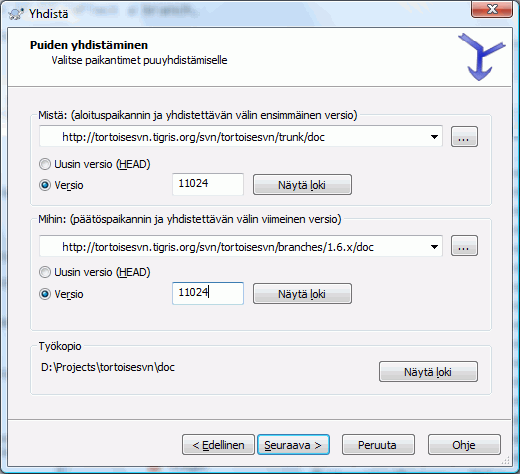 Yhdistä
Puiden yhdistäminen
Valitse paikantimet puuyhdistämiselle
Mistä: (aloituspaikannin ja yhdistettävän välin ensimmäinen versio)
http://tortoisesvn.tigris.org/svn/tortoisesvn/trunk/doc
...
Uusin versio (HEAD)
Versio
11024
Näytä loki
Mihin: (päätöspaikannin ja yhdistettävän välin viimeinen versio)
http://tortoisesvn.tigris.org/svn/tortoisesvn/branches/1.6.x/doc
...
Uusin versio (HEAD)
Versio
11024
Näytä loki
Työkopio
D:\Projects\tortoisesvn\doc
Näytä loki
< Edellinen
Seuraava >
Peruuta
Ohje